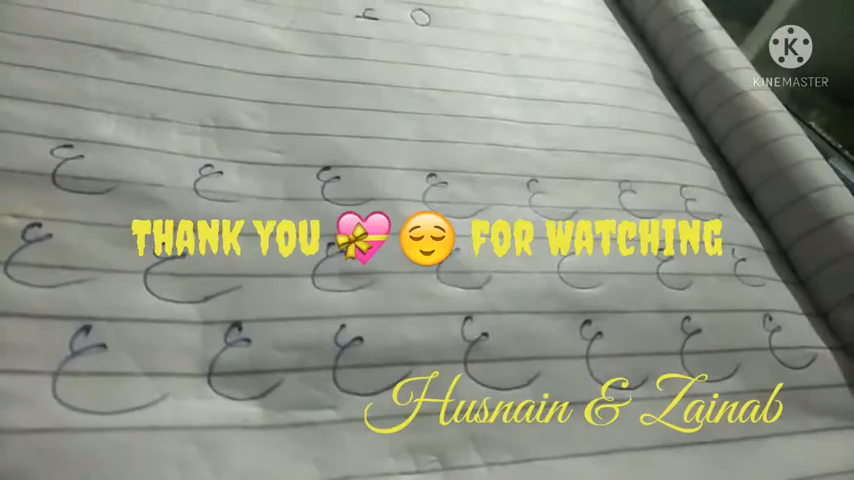 ء ه
KINEMASTER
ع ع ع ع ع ع ع
THANK YOU 💝😌 FOR WATCHING
ع ع ع ع ع ع ع
ع ع ع ع ع ع ع
Husnain & Zainab